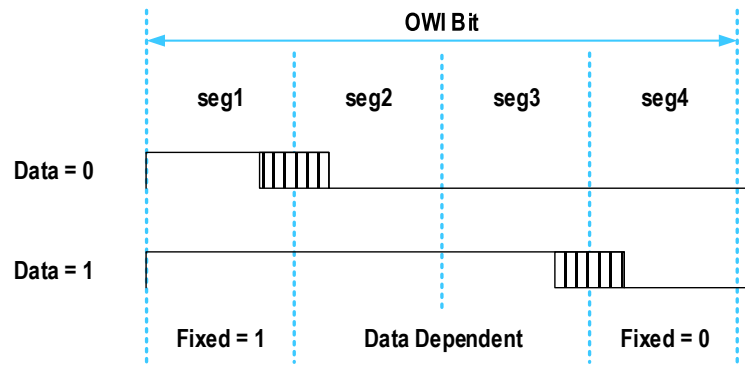 OWI Bit
seg1 seg2 seg3 seg4
Data = 0
Data = 1
Fixed = 1 Data Dependent Fixed = 0